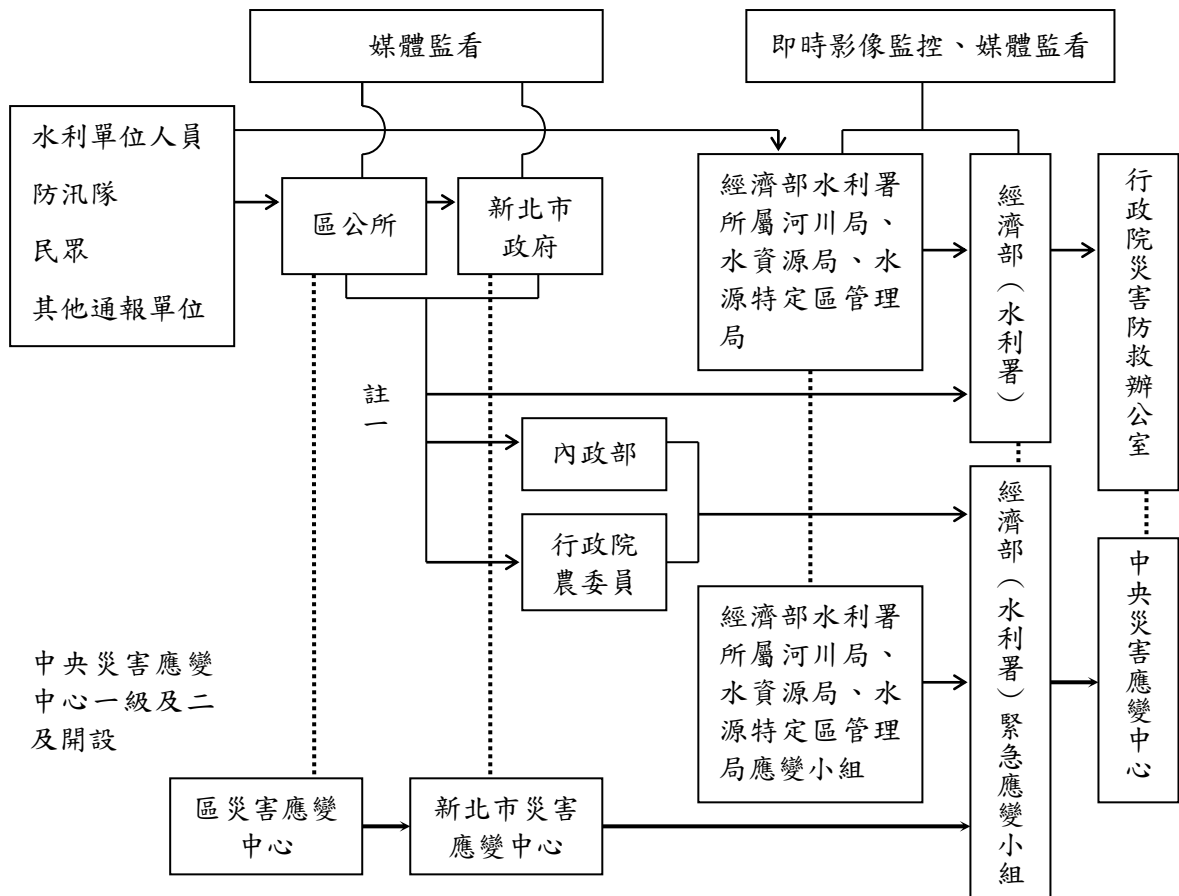 媒體監看
即時影像監控、媒體監看
水利單位人員
防汛隊
民眾
其他通報單位
區公所
新北市
政府
經濟部水利署
所屬河川局、
水資源局、水
源特定區管理
局
經濟部（水利署）
行政院災害防救辦公室
註一
內政部
行政院
農委員
經濟部水利署
所屬河川局、
水資源局、水
源特定區管理
局應變小組
經濟部（水利署）緊急應變小組
中央災害應變中心
中央災害應變
中心一級及二
及開設
區災害應變
中心
新北市災害
應變中心